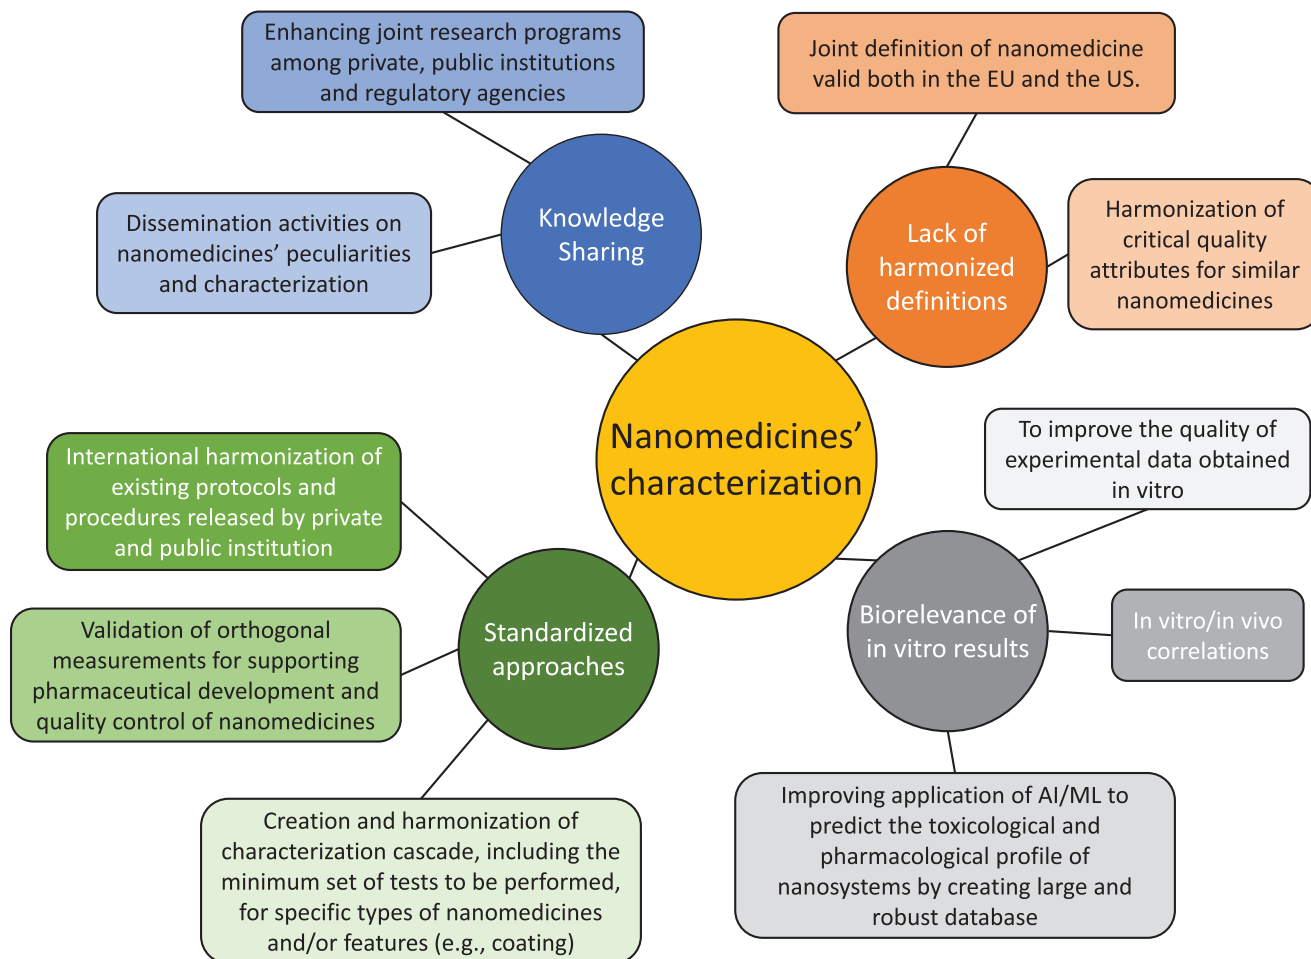 Enhancing joint research programs
among private, public institutions
and regulatory agencies
Joint definition of nanomedicine
valid both in the EU and the US.
Dissemination activities on
nanomedicines’ peculiarities
and characterization
Knowledge
Sharing
Lack of
harmonized
definitions
Harmonization of
critical quality
attributes for similar
nanomedicines
Nanomedicines’
characterization
International harmonization of
existing protocols and
procedures released by private
and public institution
To improve the quality of
experimental data obtained
in vitro
Validation of orthogonal
measurements for supporting
pharmaceutical development and
quality control of nanomedicines
Standardized
approaches
Biorelevance of
in vitro results
In vitro/in vivo
correlations
Creation and harmonization of
characterization cascade, including the
minimum set of tests to be performed,
for specific types of nanomedicines
and/or features (e.g., coating)
Improving application of AI/ML to
predict the toxicological and
pharmacological profile of
nanosystems by creating large and
robust database